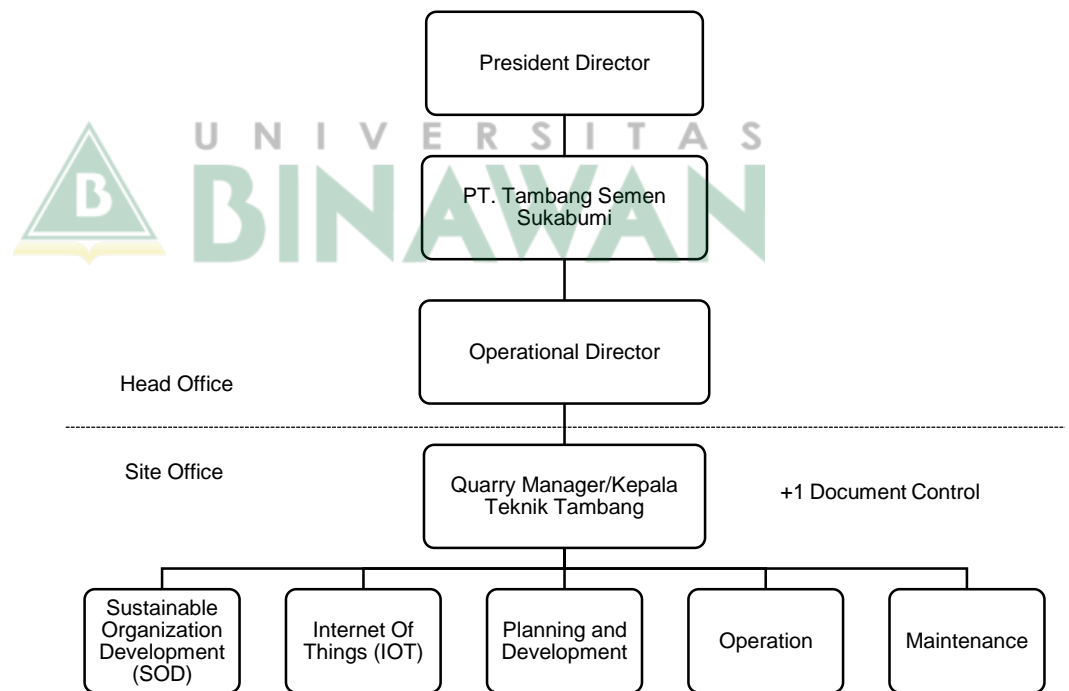 President Director
UNIVERSITAS
B
BINAWAN
PT. Tambang Semen
Sukabumi
Operational Director
Head Office
Site Office
Quarry Manager/Kepala
Teknik Tambang
+1 Document Control
Sustainable
Organization
Development
(SOD)
Internet Of
Things (IOT)
Planning and
Development
Operation
Maintenance